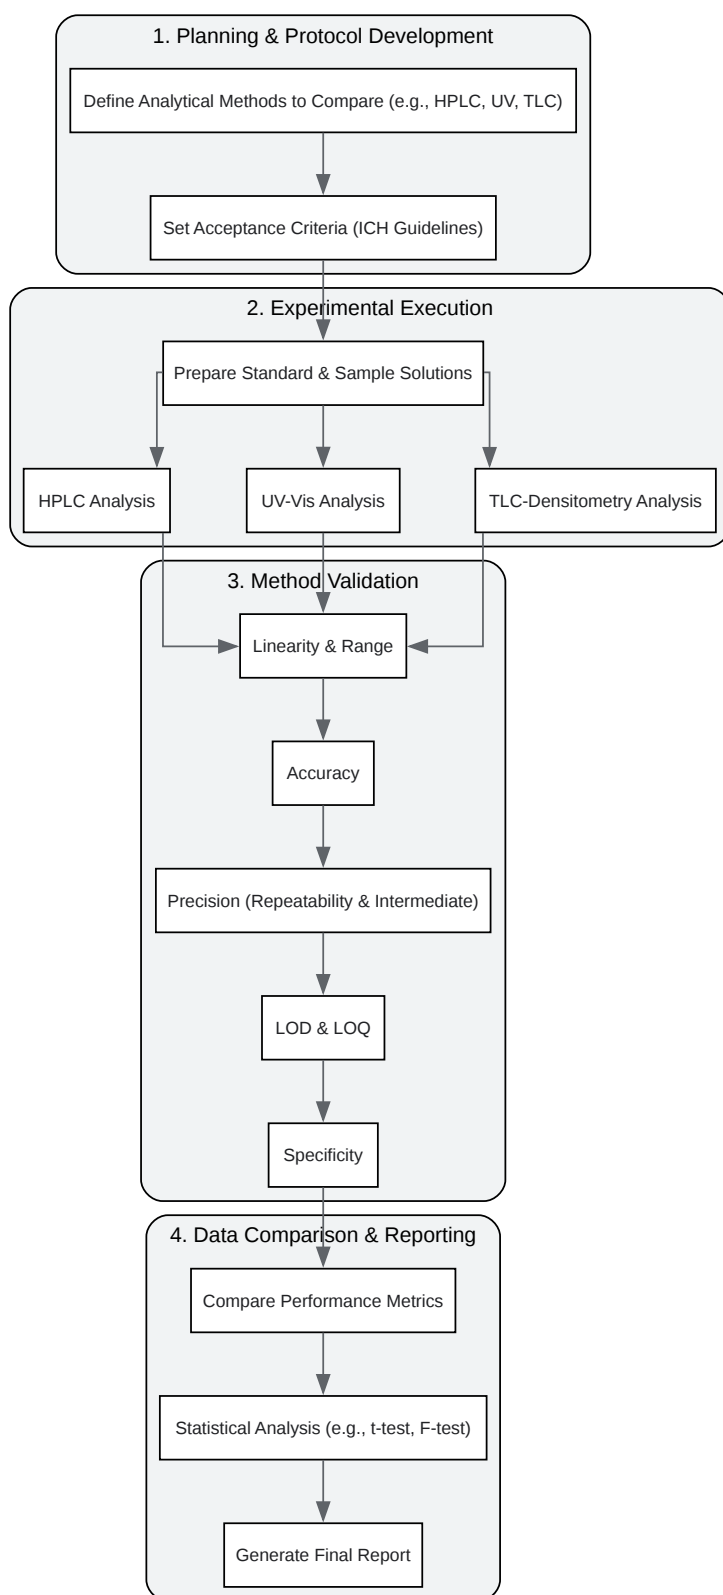 1. Planning & Protocol Development
Define Analytical Methods to Compare (e.g., HPLC, UV, TLC)
Set Acceptance Criteria (ICH Guidelines)
2. Experimental Execution
Prepare Standard & Sample Solutions
HPLC Analysis
UV-Vis Analysis
TLC-Densitometry Analysis
3. Method Validation
Linearity & Range
Accuracy
Precision (Repeatability & Intermediate)
LOD & LOQ
Specificity
4. Data Comparison & Reporting
Compare Performance Metrics
Statistical Analysis (e.g., t-test, F-test)
Generate Final Report